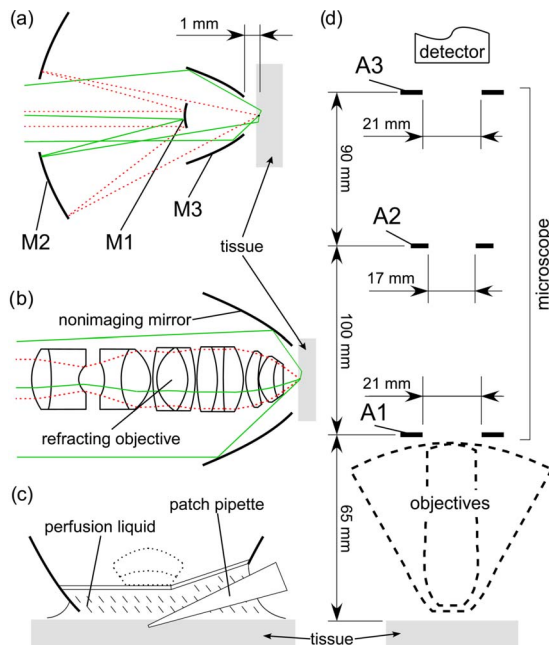 (a)
1 mm
M2
M1
M3
tissue
(b)
nonimaging mirror
refracting objective
(c)
perfusion liquid
patch pipette
tissue
(d)
detector
A3
21 mm
90 mm
A2
17 mm
100 mm
21 mm
A1
microscope
objectives
65 mm